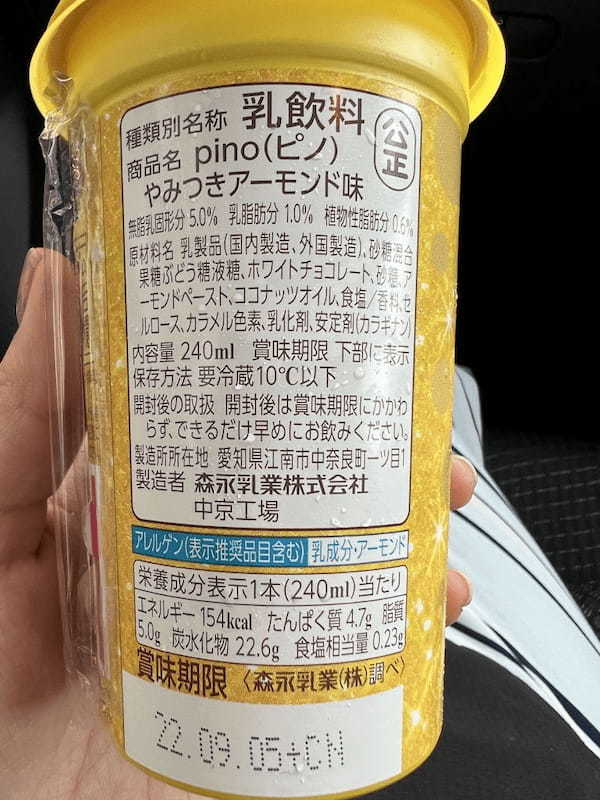 種類別名称 乳飲料
公正
商品名 pino(ピノ)
やみつきアーモンド味
無脂乳固形分 5.0% 乳脂肪分 1.0% 植物性脂肪分 0.6%
原材料名 乳製品(国内製造、外国製造)、砂糖混合
果糖ぶどう糖液糖、ホワイトチョコレート、砂糖、ア
ーモンドペースト、ココナッツオイル、食塩/香料、セ
ルロース、カラメル色素、乳化剤、安定剤(カラギナン)
内容量 240ml 賞味期限 下部に表示
保存方法 要冷蔵10℃以下
開封後の取扱 開封後は賞味期限にかかわ
らず、できるだけ早めにお飲みください。
製造所所在地 愛知県江南市中奈良町一ツ目1
製造者 森永乳業株式会社
中京工場
アレルゲン(表示推奨品目含む) 乳成分・アーモンド
栄養成分表示1本(240ml)当たり
エネルギー 154kcal たんぱく質 4.7g 脂質
5.0g 炭水化物 22.6g 食塩相当量 0.23g
賞味期限 〈森永乳業(株)調べ〉
22.09.05+CN